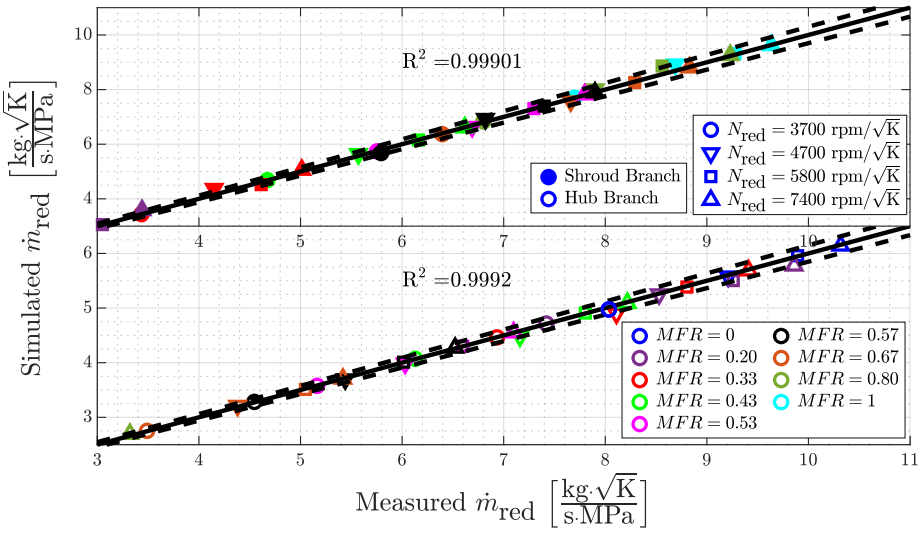 10
8
6
4
R² =0.99901
Shroud Branch
Hub Branch
N_red = 3700 rpm/√K
N_red = 4700 rpm/√K
N_red = 5800 rpm/√K
N_red = 7400 rpm/√K
4 5 6 7 8 9 10
Simulated ṁ_red [kg·√K / s·MPa]
6
5
4
3
R² =0.9992
MFR = 0
MFR = 0.20
MFR = 0.33
MFR = 0.43
MFR = 0.53
MFR = 0.57
MFR = 0.67
MFR = 0.80
MFR = 1
3 4 5 6 7 8 9 10 11
Measured ṁ_red [kg·√K / s·MPa]